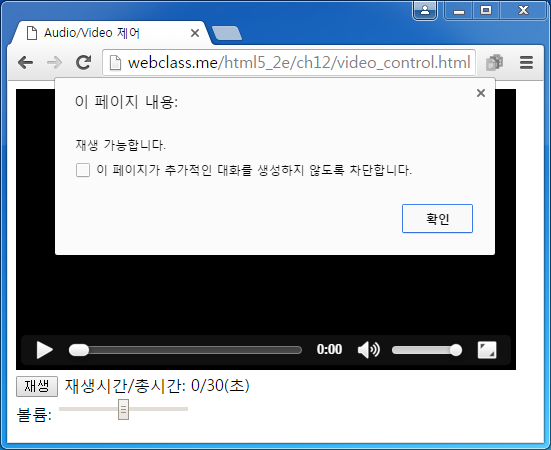 Audio/Video 제어
webclass.me/html5_2e/ch12/video_control.html
이 페이지 내용:
재생 가능합니다.
이 페이지가 추가적인 대화를 생성하지 않도록 차단합니다.
확인
0:00
재생 재생시간/총시간: 0/30(초)
볼륨: